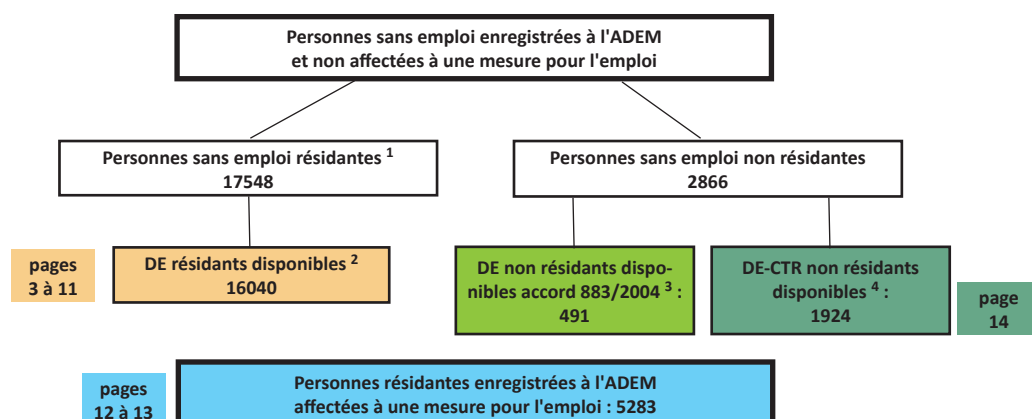 Personnes sans emploi enregistrées à l'ADEM
et non affectées à une mesure pour l'emploi
Personnes sans emploi résidantes 1
17548
Personnes sans emploi non résidantes
2866
pages
3 à 11
DE résidants disponibles 2
16040
DE non résidants dispo-
nibles accord 883/2004 3 :
491
DE-CTR non résidants
disponibles 4 :
1924
page
14
pages
12 à 13
Personnes résidantes enregistrées à l'ADEM
affectées à une mesure pour l'emploi : 5283